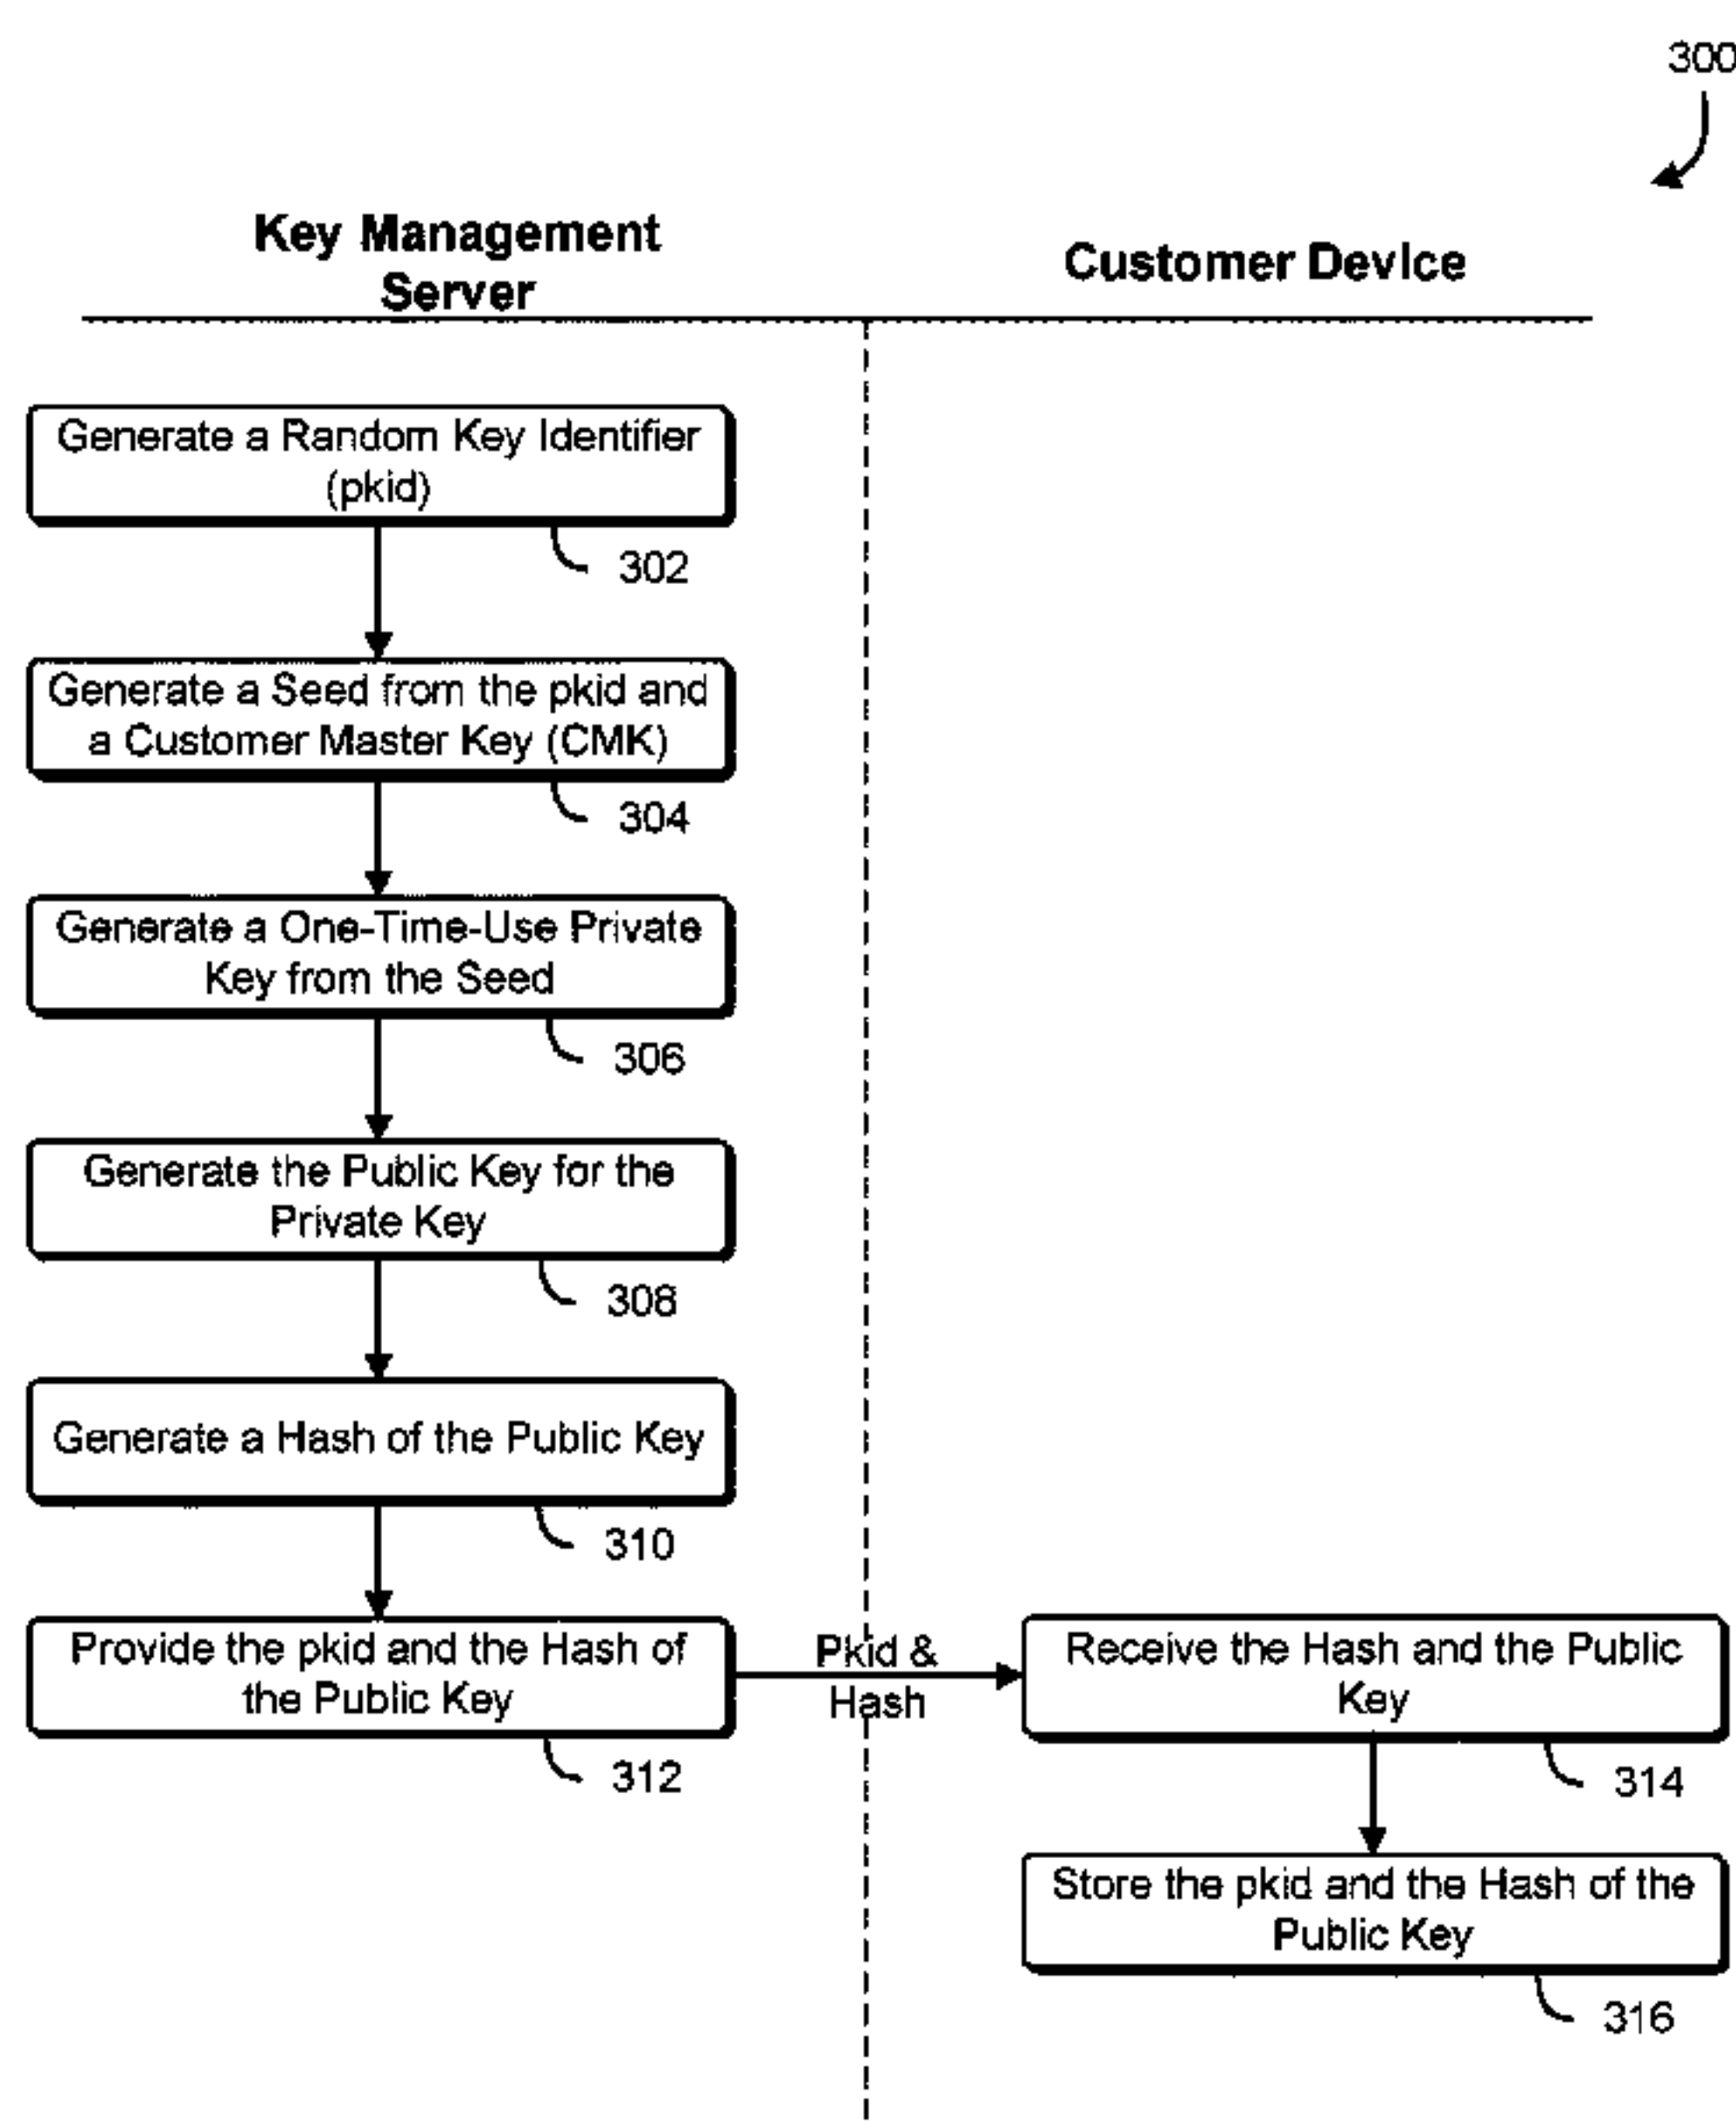 300
Key Management
Server
Customer Device
Generate a Random Key Identifier
(pkid)
302
Generate a Seed from the pkid and
a Customer Master Key (CMK)
304
Generate a One-Time-Use Private
Key from the Seed
306
Generate the Public Key for the
Private Key
308
Generate a Hash of the Public Key
310
Provide the pkid and the Hash of
the Public Key
312
Pkid &
Hash
Receive the Hash and the Public
Key
314
Store the pkid and the Hash of the
Public Key
316